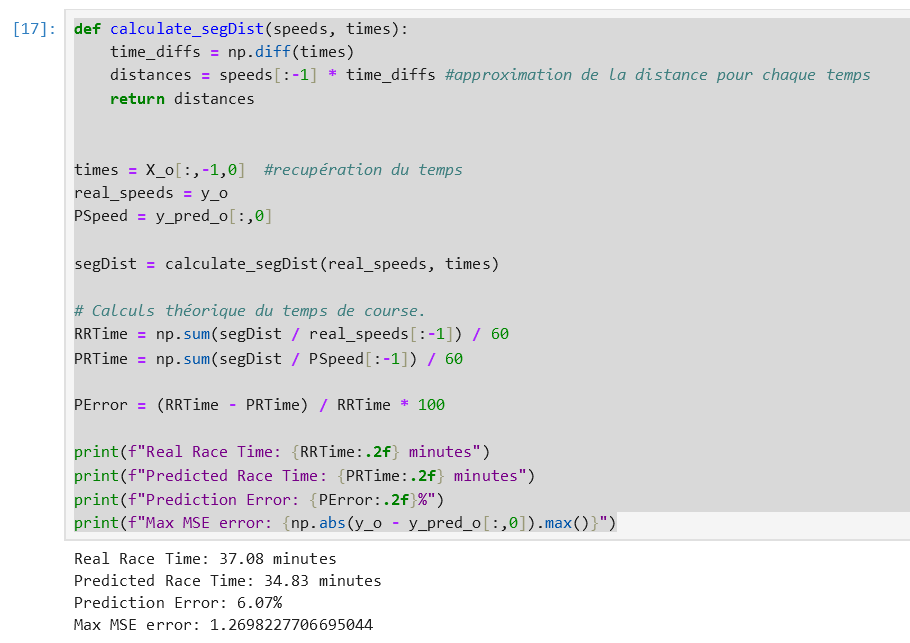 [17]: def calculate_segDist(speeds, times):
    time_diffs = np.diff(times)
    distances = speeds[:-1] * time_diffs #approximation de la distance pour chaque temps
    return distances
times = X_o[:,-1,0]  #recupération du temps
real_speeds = y_o
PSpeed = y_pred_o[:,0]
segDist = calculate_segDist(real_speeds, times)
# Calculs théorique du temps de course.
RRTime = np.sum(segDist / real_speeds[:-1]) / 60
PRTime = np.sum(segDist / PSpeed[:-1]) / 60
PError = (RRTime - PRTime) / RRTime * 100
print(f"Real Race Time: {RRTime:.2f} minutes")
print(f"Predicted Race Time: {PRTime:.2f} minutes")
print(f"Prediction Error: {PError:.2f}%")
print(f"Max MSE error: {np.abs(y_o - y_pred_o[:,0]).max()}")
Real Race Time: 37.08 minutes
Predicted Race Time: 34.83 minutes
Prediction Error: 6.07%
Max MSE error: 1.2698227706695044